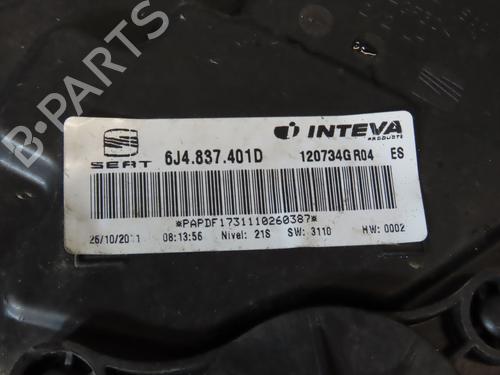 B-PARTS
SEAT
6J4.837.401D
INTEVA
PRODUCTS
120734G R04 ES
*PAPDF1731110260387*
26/10/2011 08:13:56 Nivel: 21S SW: 3110 HW: 0002